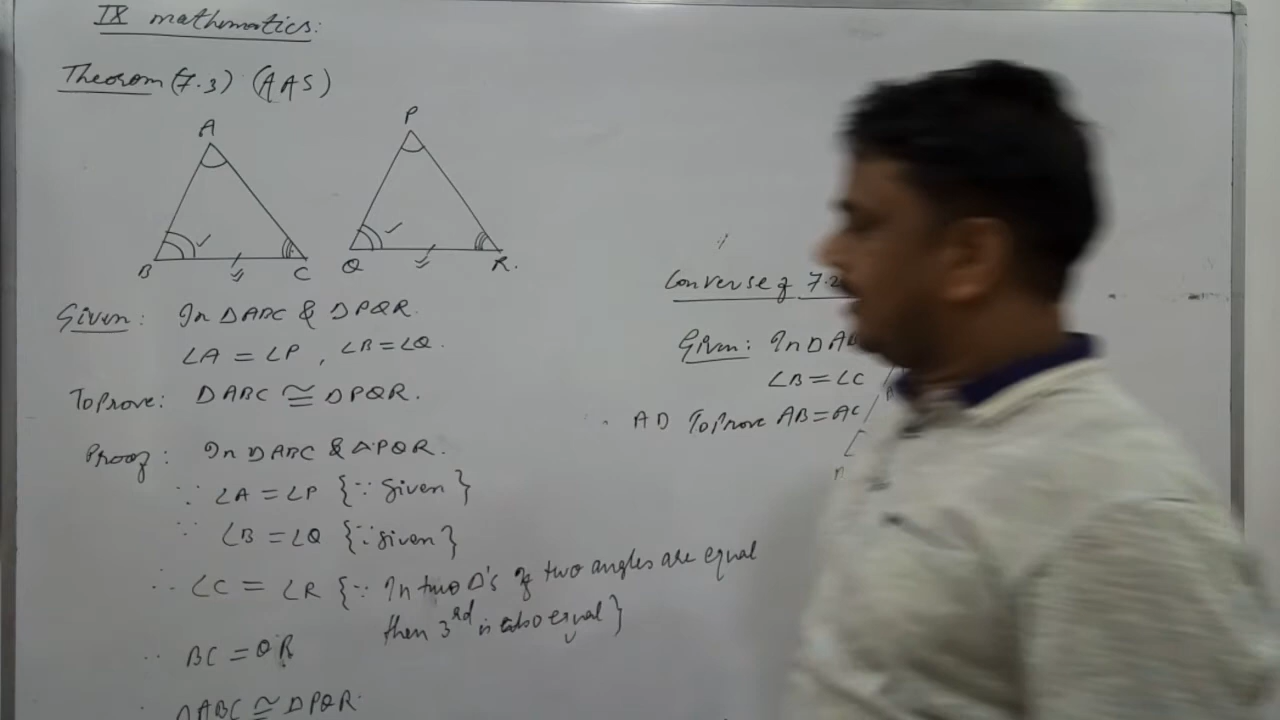 IX mathematics:
Theorom (7.3) (AAS)
A
P
B
C
Q
R.
Given: In ΔABC & ΔPQR.
∠A = ∠P , ∠B = ∠Q.
To Prove: ΔABC ≅ ΔPQR.
Proof: In ΔABC & ΔPQR.
∵ ∠A = ∠P {∵ Given}
∵ ∠B = ∠Q {∵ given}
∴ ∠C = ∠R {∵ In two Δ's if two angles are equal
then 3rd is also equal}
∴ BC = QR
∴ ΔABC ≅ ΔPQR.
Converse of 7.2
Given: In ΔAB
∠B = ∠C
AD To Prove AB = AC